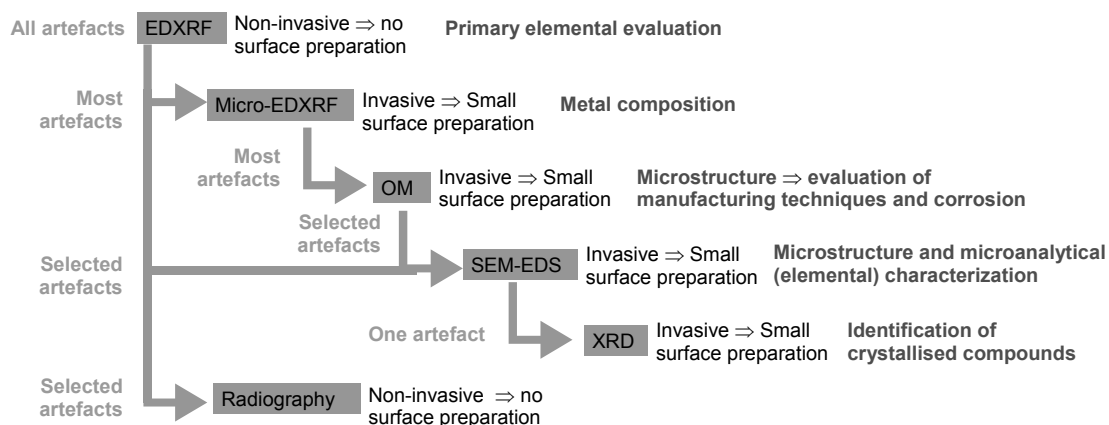 All artefacts EDXRF Non-invasive ⇒ no Primary elemental evaluation
surface preparation
Most
artefacts
Micro-EDXRF Invasive ⇒ Small Metal composition
surface preparation
Most
artefacts
OM Invasive ⇒ Small Microstructure ⇒ evaluation of
surface preparation manufacturing techniques and corrosion
Selected
artefacts
Selected
artefacts
SEM-EDS Invasive ⇒ Small Microstructure and microanalytical
surface preparation (elemental) characterization
One artefact XRD Invasive ⇒ Small Identification of
surface preparation crystallised compounds
Selected
artefacts
Radiography Non-invasive ⇒ no
surface preparation